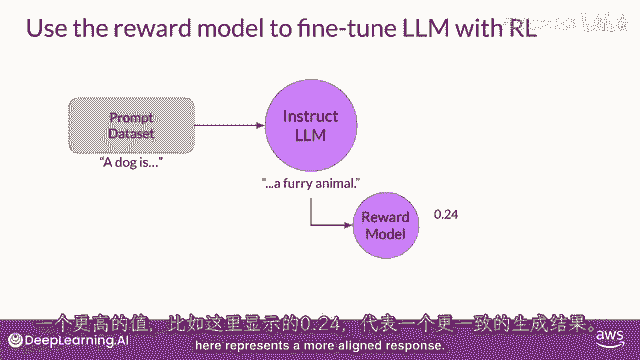 Use the reward model to fine-tune LLM with RL
Prompt
Dataset
"A dog is..."
Instruct
LLM
"...a furry animal."
Reward
Model
0.24
一个更高的值，比如这里显示的0.24，代表一个更一致的生成结果。
here represents a more aligned response.
DeepLearning.AI
aws